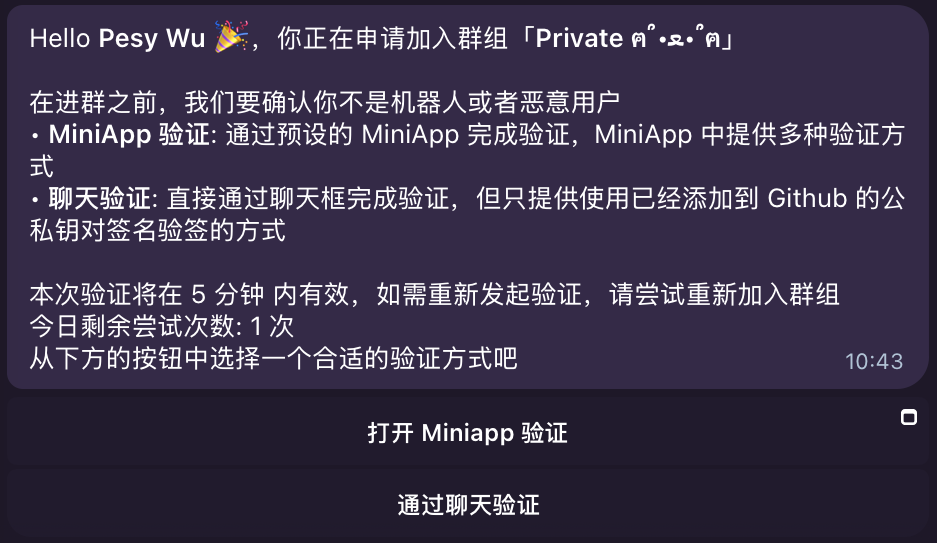 Hello Pesy Wu 🎉，你正在申请加入群组「Private ฅ՞•ﻌ•՞ฅ」
在进群之前，我们要确认你不是机器人或者恶意用户
• MiniApp 验证: 通过预设的 MiniApp 完成验证，MiniApp 中提供多种验证方
式
• 聊天验证: 直接通过聊天框完成验证，但只提供使用已经添加到 Github 的公
私钥对签名验签的方式
本次验证将在 5 分钟 内有效，如需重新发起验证，请尝试重新加入群组
今日剩余尝试次数: 1 次
从下方的按钮中选择一个合适的验证方式吧
10:43
打开 Miniapp 验证
通过聊天验证